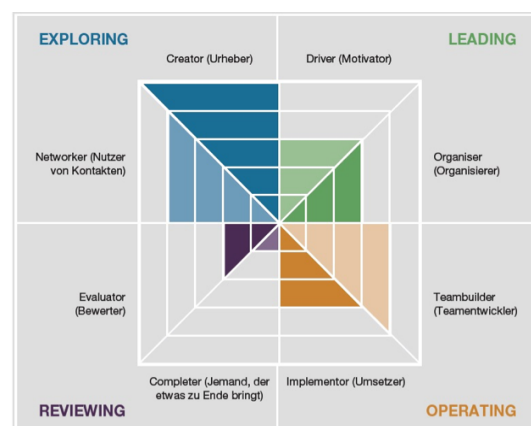 EXPLORING
LEADING
Creator (Urheber)
Driver (Motivator)
Networker (Nutzer
von Kontakten)
Organiser
(Organisierer)
Evaluator
(Bewerter)
Teambuilder
(Teamentwickler)
Completer (Jemand, der
etwas zu Ende bringt)
Implementor (Umsetzer)
REVIEWING
OPERATING